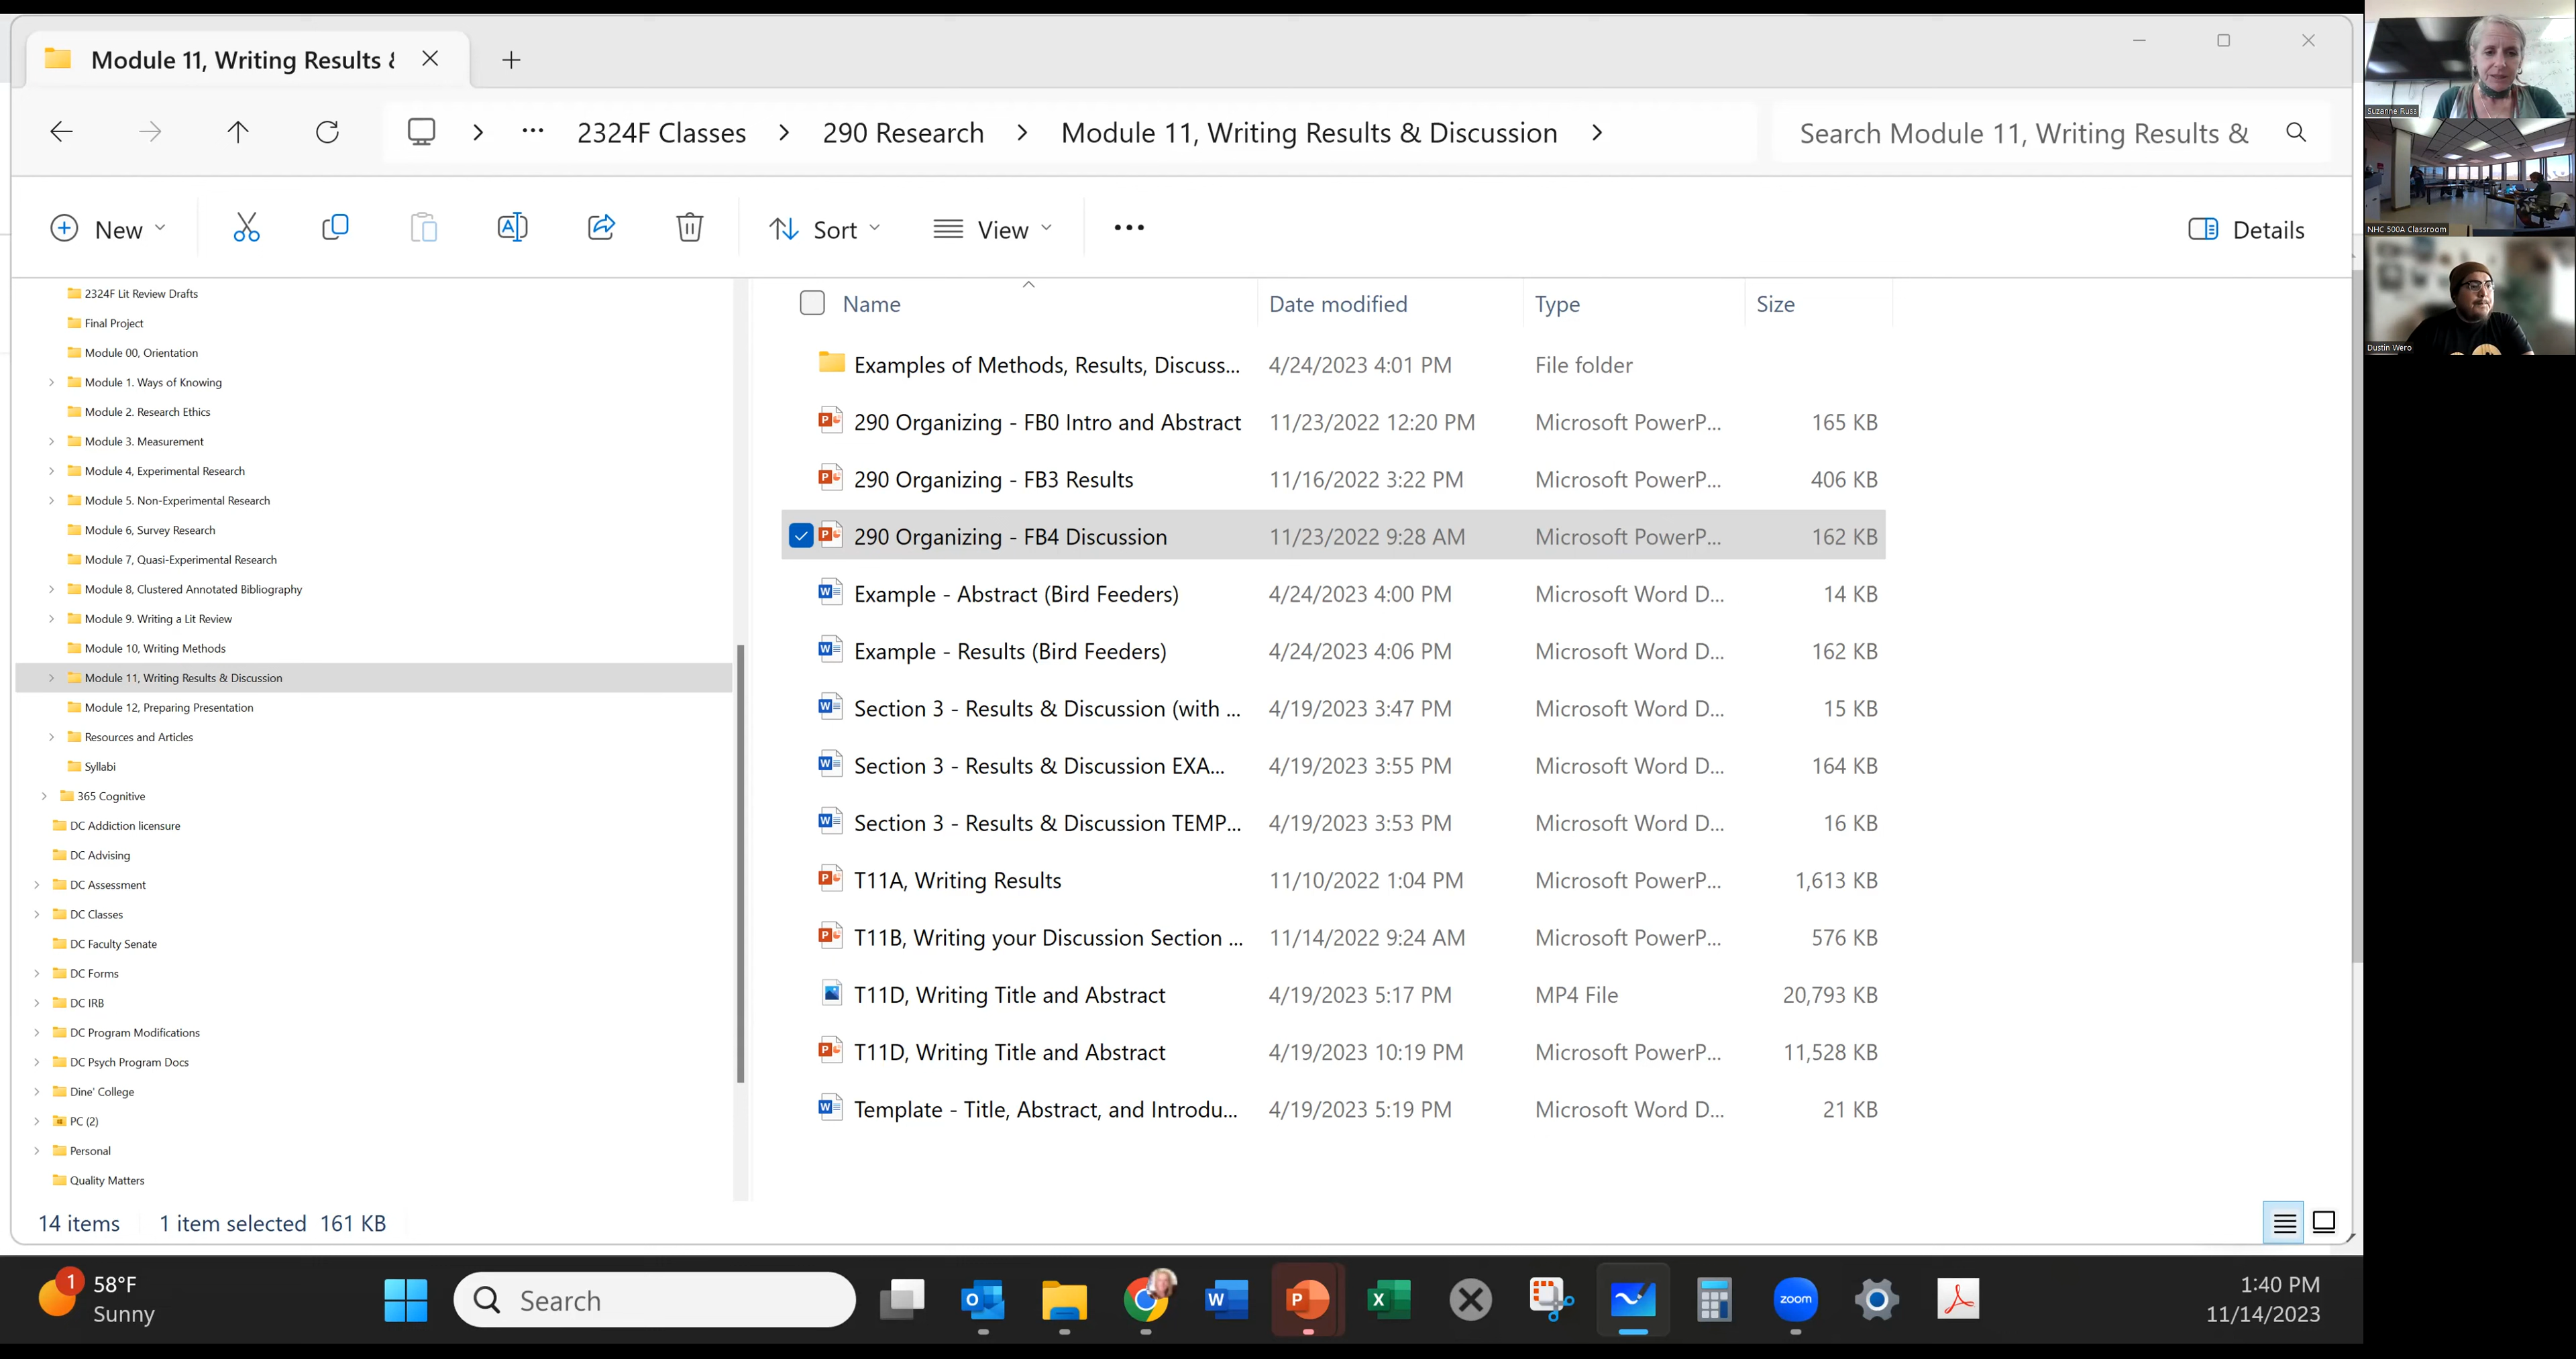 Module 11, Writing Results &
2324F Classes
290 Research
Module 11, Writing Results & Discussion
Search Module 11, Writing Results &
New
Sort
View
Details
2324F Lit Review Drafts
Final Project
Module 00, Orientation
Module 1. Ways of Knowing
Module 2. Research Ethics
Module 3. Measurement
Module 4, Experimental Research
Module 5. Non-Experimental Research
Module 6, Survey Research
Module 7, Quasi-Experimental Research
Module 8, Clustered Annotated Bibliography
Module 9. Writing a Lit Review
Module 10, Writing Methods
Module 11, Writing Results & Discussion
Module 12, Preparing Presentation
Resources and Articles
Syllabi
365 Cognitive
DC Addiction licensure
DC Advising
DC Assessment
DC Classes
DC Faculty Senate
DC Forms
DC IRB
DC Program Modifications
DC Psych Program Docs
Dine' College
PC (2)
Personal
Quality Matters
Name Date modified Type Size
Examples of Methods, Results, Discuss... 4/24/2023 4:01 PM File folder
290 Organizing - FB0 Intro and Abstract 11/23/2022 12:20 PM Microsoft PowerP... 165 KB
290 Organizing - FB3 Results 11/16/2022 3:22 PM Microsoft PowerP... 406 KB
290 Organizing - FB4 Discussion 11/23/2022 9:28 AM Microsoft PowerP... 162 KB
Example - Abstract (Bird Feeders) 4/24/2023 4:00 PM Microsoft Word D... 14 KB
Example - Results (Bird Feeders) 4/24/2023 4:06 PM Microsoft Word D... 162 KB
Section 3 - Results & Discussion (with ... 4/19/2023 3:47 PM Microsoft Word D... 15 KB
Section 3 - Results & Discussion EXA... 4/19/2023 3:55 PM Microsoft Word D... 164 KB
Section 3 - Results & Discussion TEMP... 4/19/2023 3:53 PM Microsoft Word D... 16 KB
T11A, Writing Results 11/10/2022 1:04 PM Microsoft PowerP... 1,613 KB
T11B, Writing your Discussion Section ... 11/14/2022 9:24 AM Microsoft PowerP... 576 KB
T11D, Writing Title and Abstract 4/19/2023 5:17 PM MP4 File 20,793 KB
T11D, Writing Title and Abstract 4/19/2023 10:19 PM Microsoft PowerP... 11,528 KB
Template - Title, Abstract, and Introdu... 4/19/2023 5:19 PM Microsoft Word D... 21 KB
14 items 1 item selected 161 KB
1
58°F
Sunny
Search
zoom
1:40 PM
11/14/2023
Suzanne Russ
NHC 500A Classroom
Dustin Wero